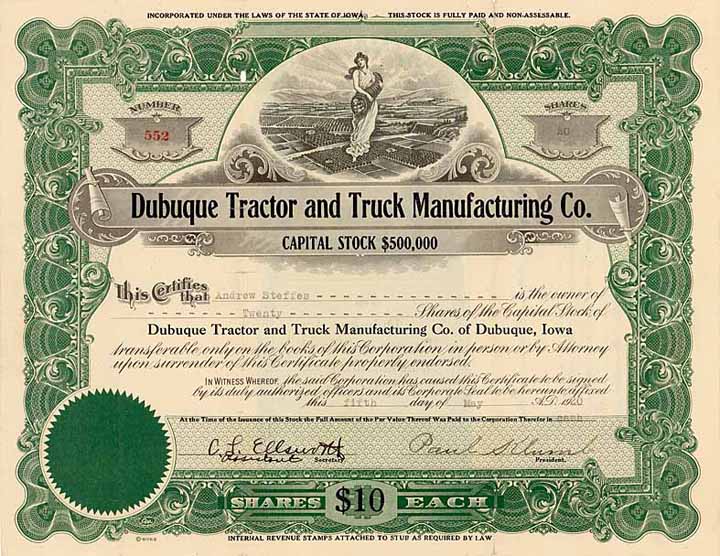 INCORPORATED UNDER THE LAWS OF THE STATE OF IOWA THIS STOCK IS FULLY PAID AND NON-ASSESSABLE.
NUMBER
552
SHARES
20
Dubuque Tractor and Truck Manufacturing Co.
CAPITAL STOCK $500,000
This Certifies that Andrew Steffes is the owner of
Twenty Shares of the Capital Stock of
Dubuque Tractor and Truck Manufacturing Co. of Dubuque, Iowa
transferable only on the books of this Corporation in person or by Attorney
upon surrender of this Certificate properly endorsed.
IN WITNESS WHEREOF, the said Corporation has caused this Certificate to be signed
by its duly authorized officers and its Corporate Seal to be hereunto affixed
this fifth day of May A.D. 1920
At the Time of the Issuance of this Stock the Full Amount of the Par Value Thereof Was Paid to the Corporation Therefor in
C. L. Ellsworth
Assistant Secretary
Paul
President.
SHARES $10 EACH
INTERNAL REVENUE STAMPS ATTACHED TO STUB AS REQUIRED BY LAW